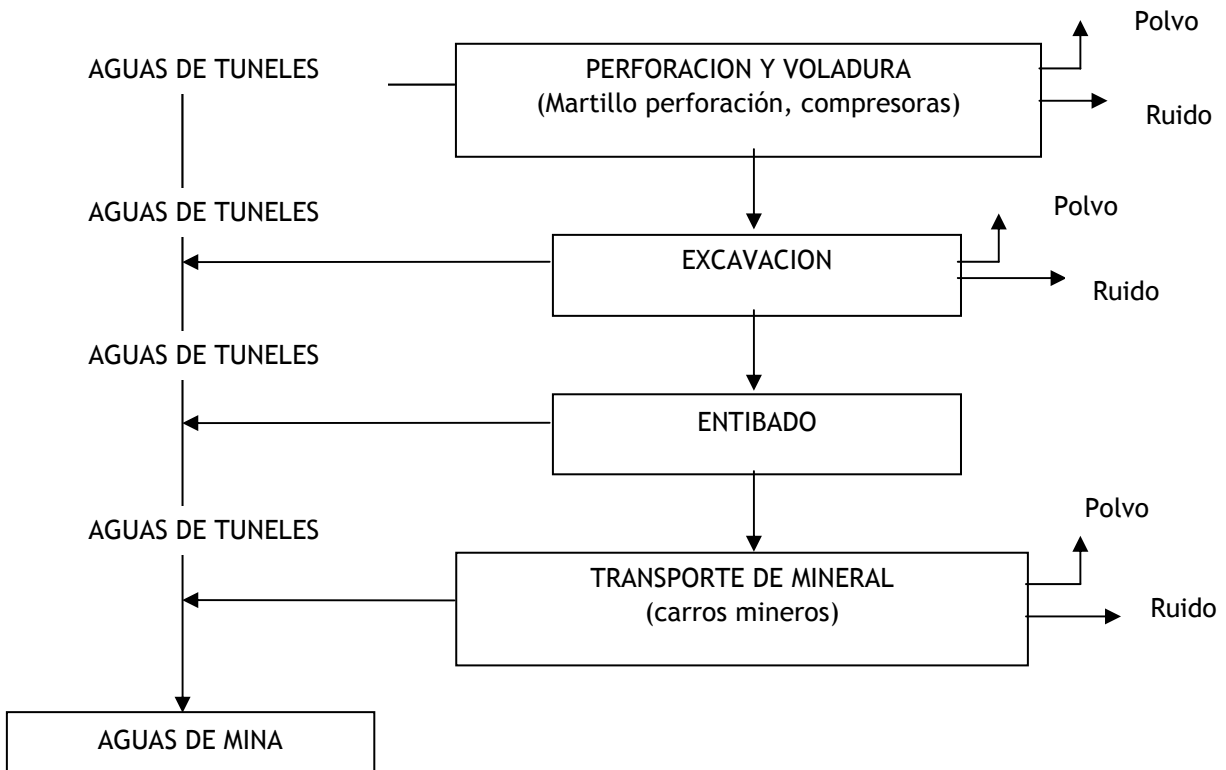 Polvo
AGUAS DE TUNELES
PERFORACION Y VOLADURA
(Martillo perforación, compresoras)
Ruido
AGUAS DE TUNELES
Polvo
EXCAVACION
Ruido
AGUAS DE TUNELES
ENTIBADO
AGUAS DE TUNELES
Polvo
TRANSPORTE DE MINERAL
(carros mineros)
Ruido
AGUAS DE MINA